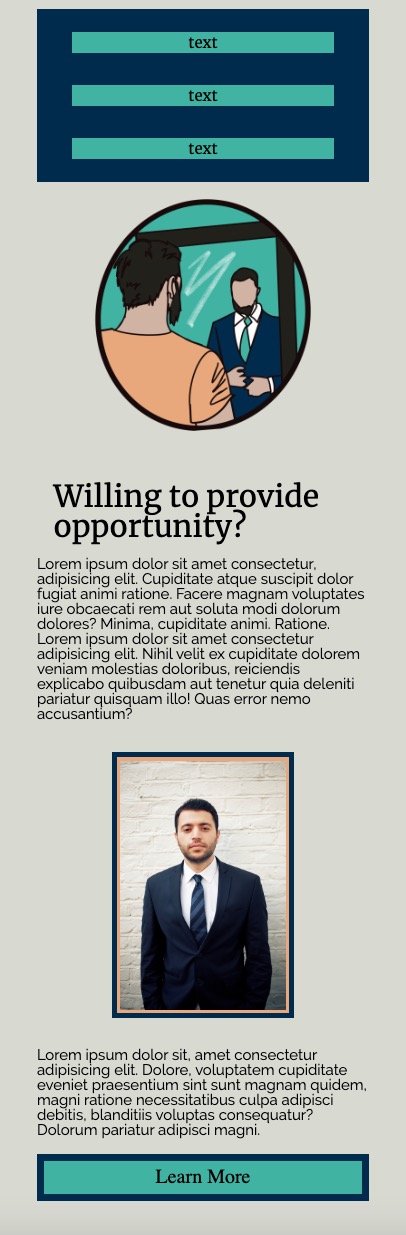 text
text
text
Willing to provide
opportunity?
Lorem ipsum dolor sit amet consectetur,
adipisicing elit. Cupiditate atque suscipit dolor
fugiat animi ratione. Facere magnam voluptates
iure obcaecati rem aut soluta modi dolorum
dolores? Minima, cupiditate animi. Ratione.
Lorem ipsum dolor sit amet consectetur
adipisicing elit. Nihil velit ex cupiditate dolorem
veniam molestias doloribus, reiciendis
explicabo quibusdam aut tenetur quia deleniti
pariatur quisquam illo! Quas error nemo
accusantium?
Lorem ipsum dolor sit, amet consectetur
adipisicing elit. Dolore, voluptatem cupiditate
eveniet praesentium sint sunt magnam quidem,
magni ratione necessitatibus culpa adipisci
debitis, blanditiis voluptas consequatur?
Dolorum pariatur adipisci magni.
Learn More